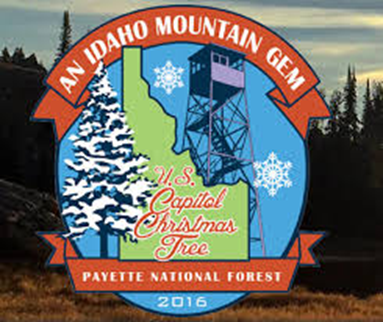 AN IDAHO MOUNTAIN GEM
U.S.
Capitol
Christmas
Tree
PAYETTE NATIONAL FOREST
2016